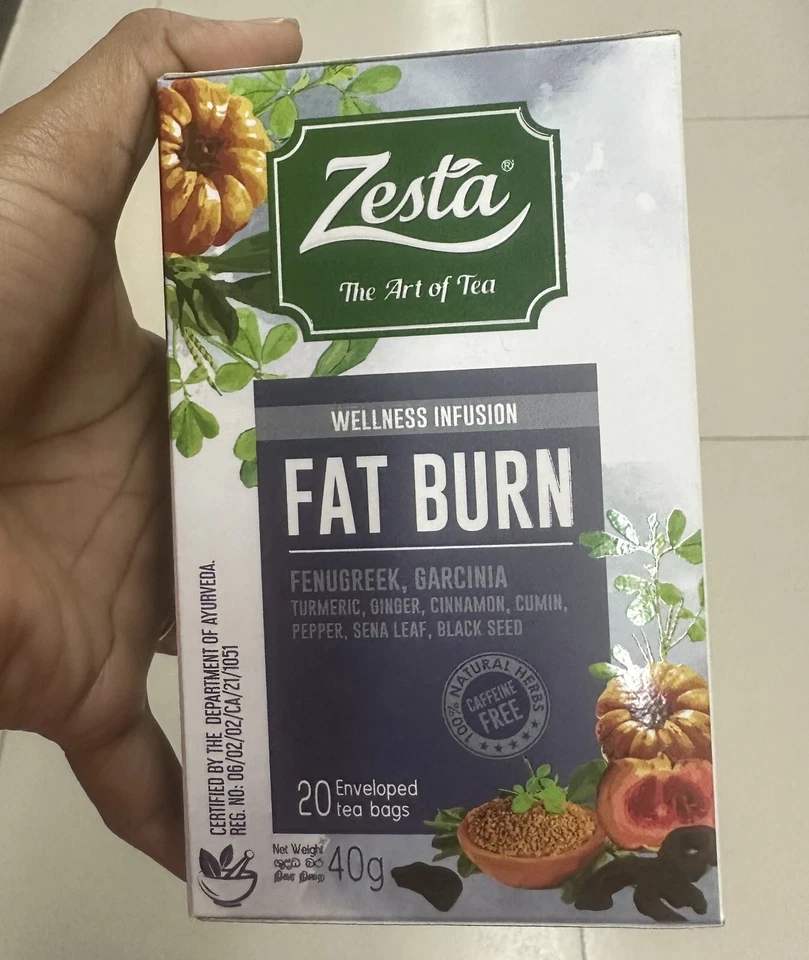 Zesta®
The Art of Tea
WELLNESS INFUSION
FAT BURN
FENUGREEK, GARCINIA
TURMERIC, GINGER, CINNAMON, CUMIN,
PEPPER, SENA LEAF, BLACK SEED
100% NATURAL HERBS
CAFFEINE
FREE
20 Enveloped
tea bags
CERTIFIED BY THE DEPARTMENT OF AYURVEDA.
REG. NO: 06/02/02/CA/21/1051
Net Weight
ශුද්ධ බර
நிகர நிறை
40g